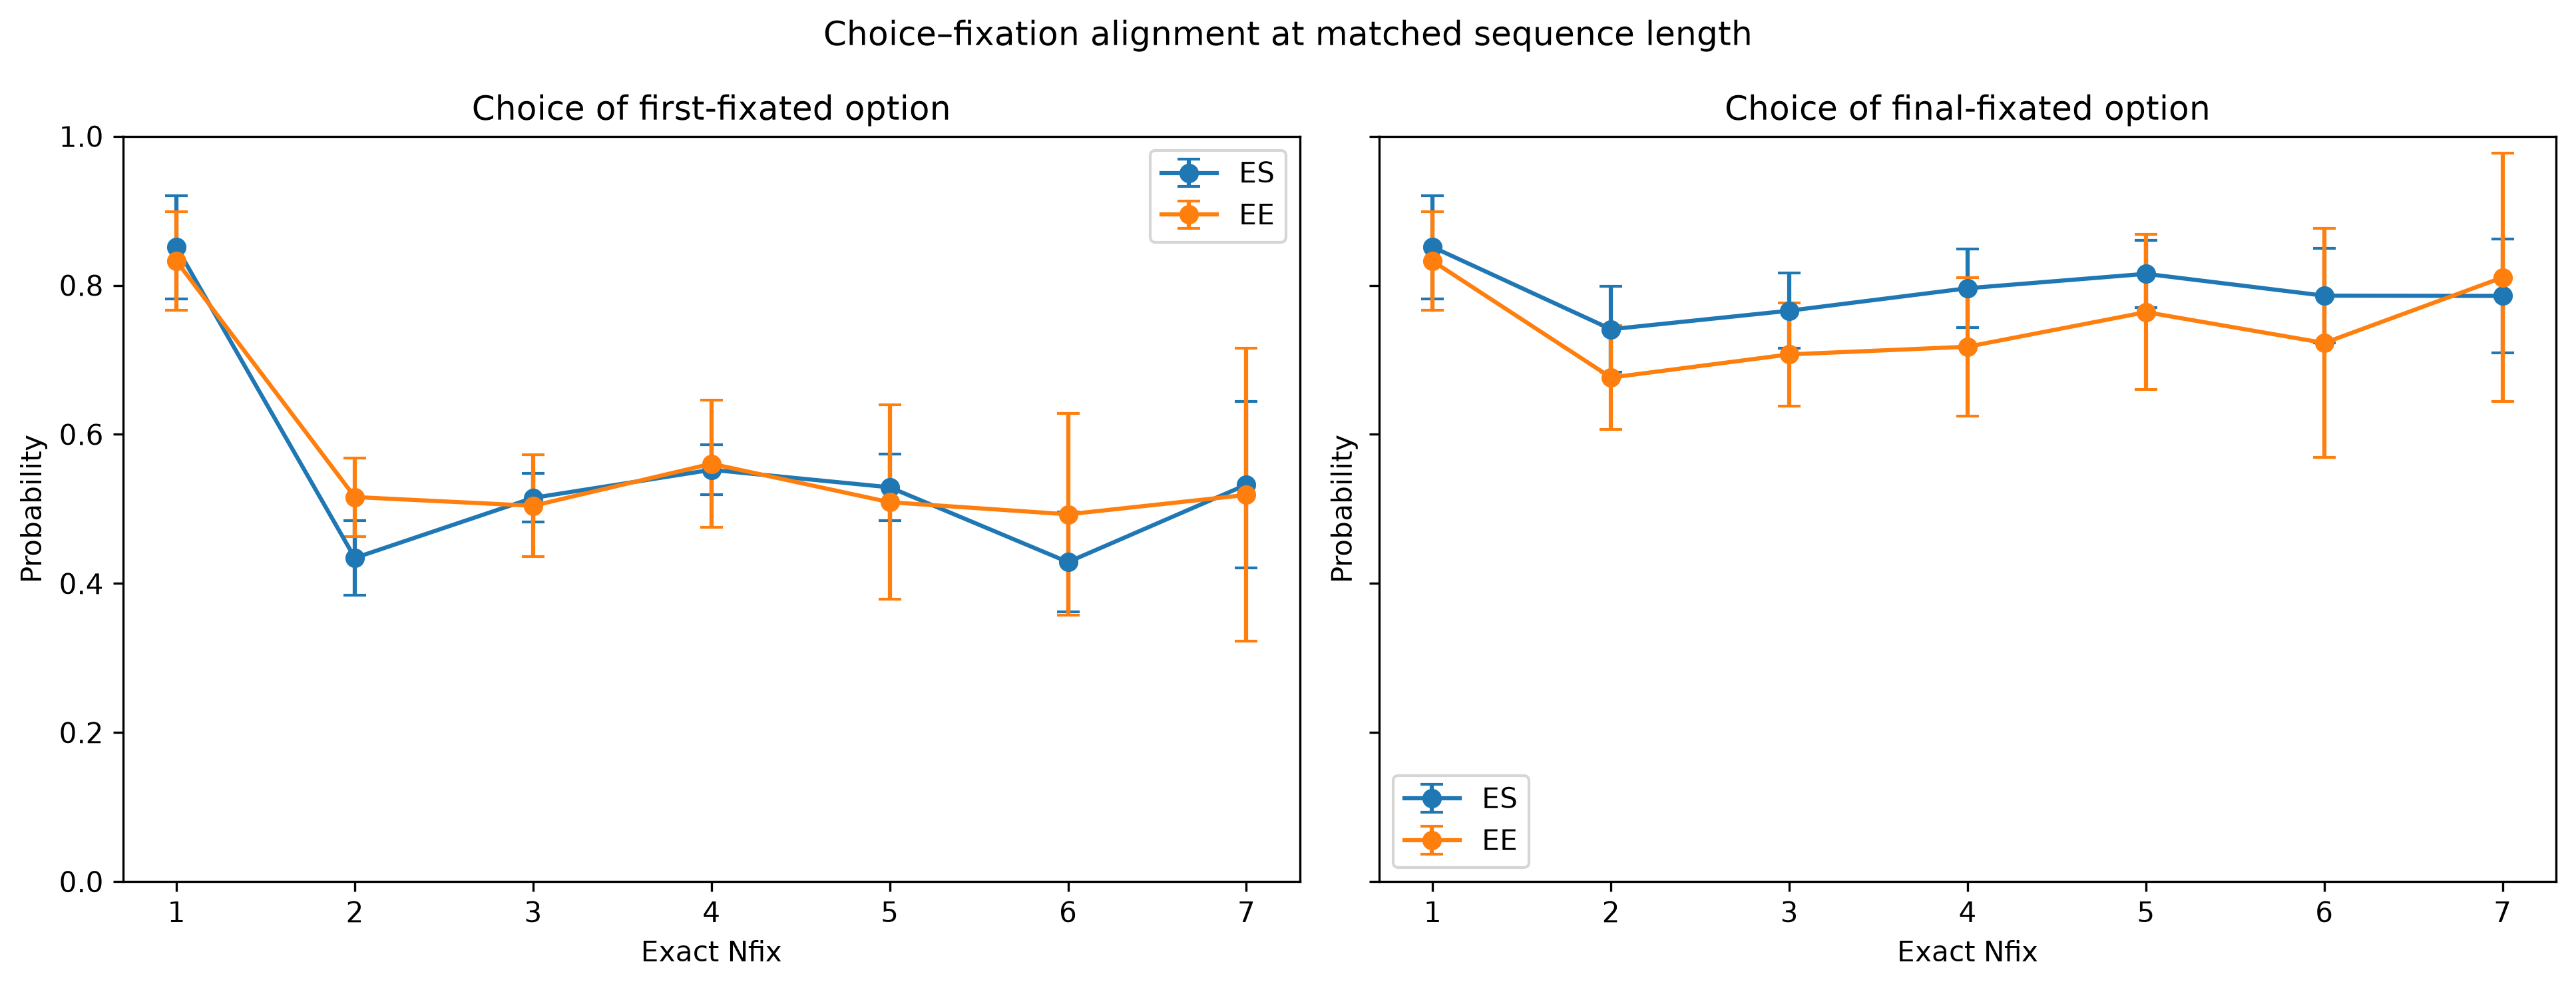 Choice–fixation alignment at matched sequence length
Choice of first-fixated option
1.0
0.8
0.6
0.4
0.2
0.0
Probability
1 2 3 4 5 6 7
Exact Nfix
ES
EE
Choice of final-fixated option
Probability
ES
EE
1 2 3 4 5 6 7
Exact Nfix